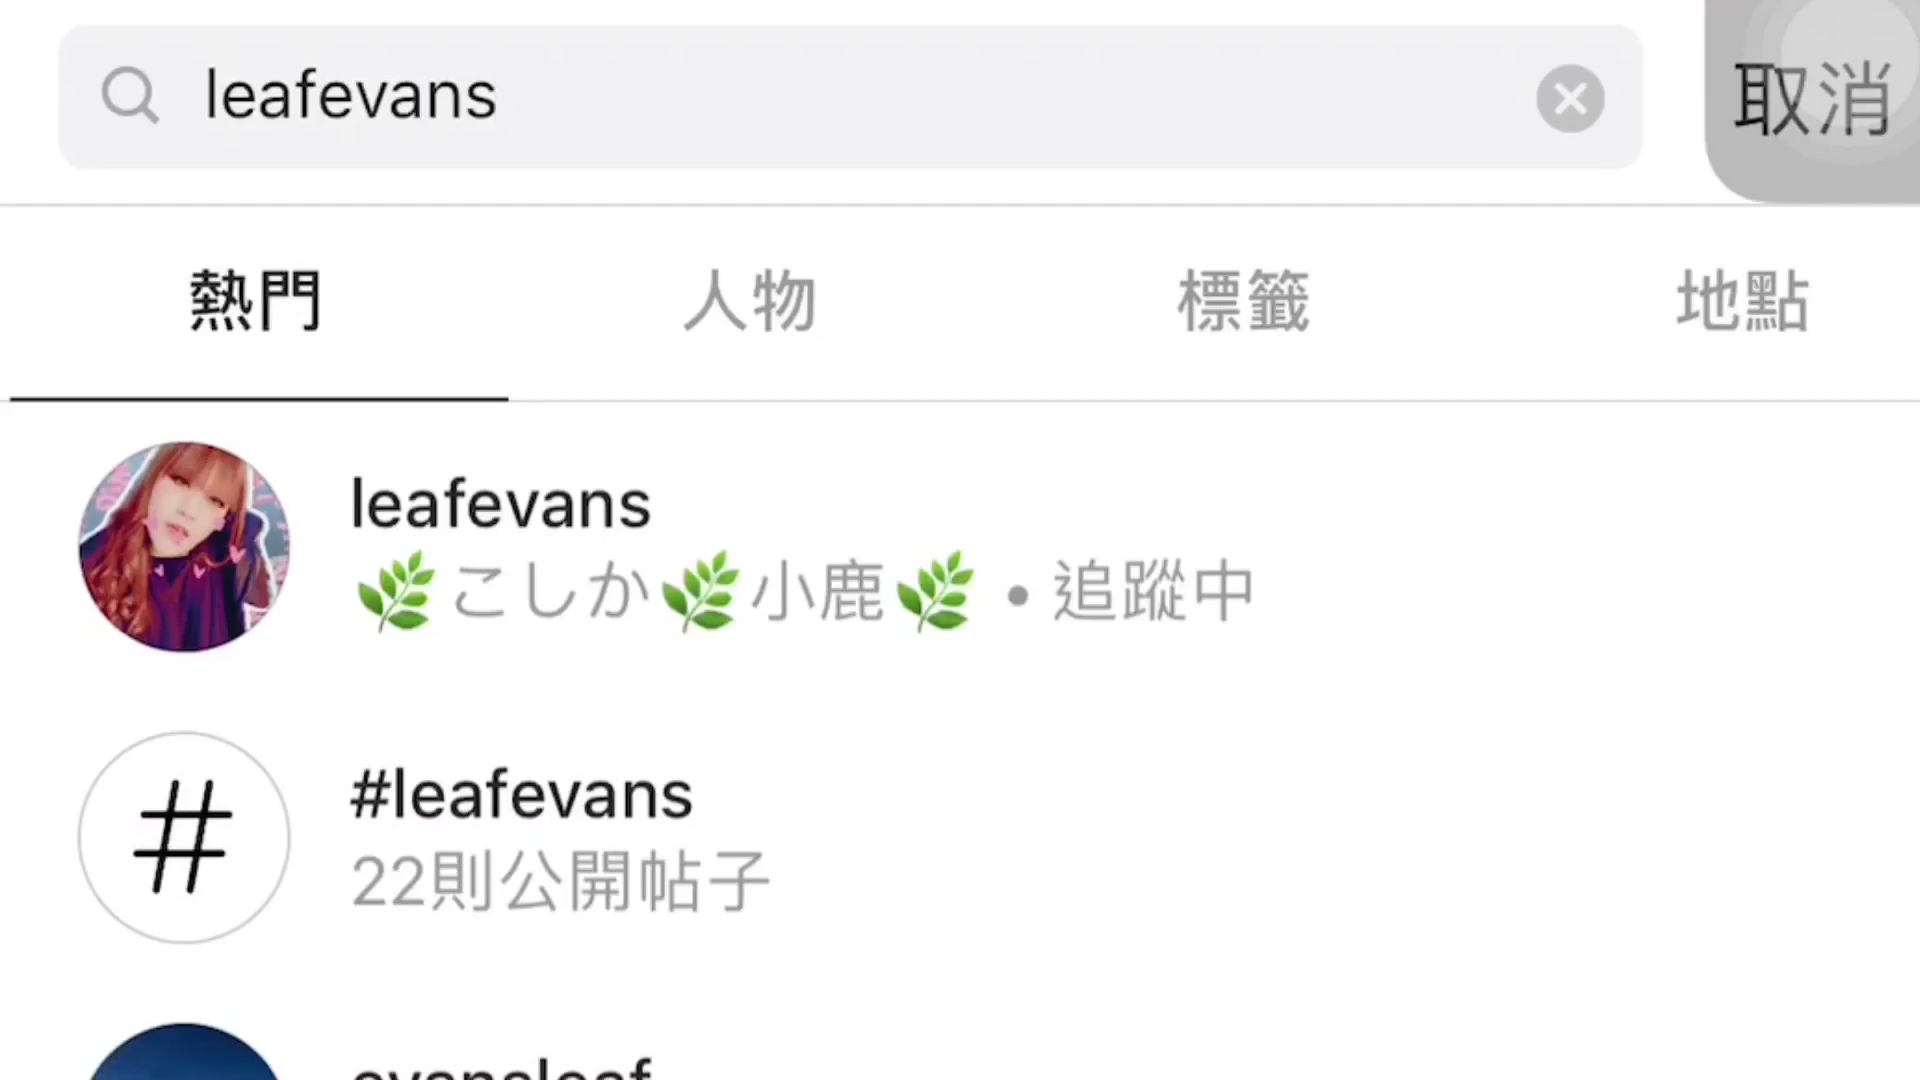 leafevans
取消
熱門
人物
標籤
地點
leafevans
🌿こしか🌿小鹿🌿 • 追蹤中
#leafevans
22則公開帖子
evansleaf